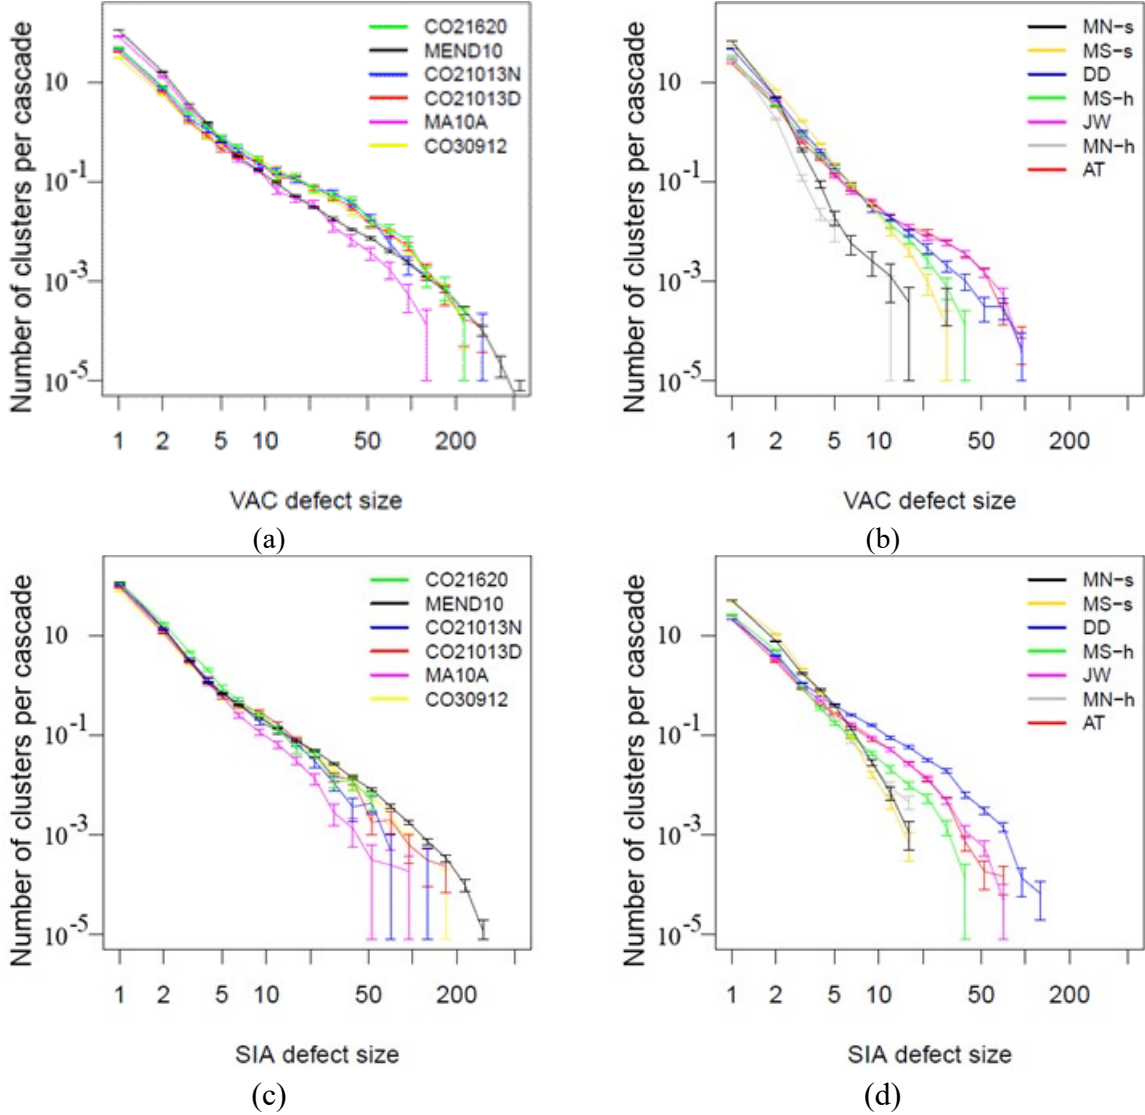 Number of clusters per cascade
10
10^-1
10^-3
10^-5
CO21620
MEND10
CO21013N
CO21013D
MA10A
CO30912
1 2 5 10 50 200
VAC defect size
(a)
Number of clusters per cascade
10
10^-1
10^-3
10^-5
MN-s
MS-s
DD
MS-h
JW
MN-h
AT
1 2 5 10 50 200
VAC defect size
(b)
Number of clusters per cascade
10
10^-1
10^-3
10^-5
CO21620
MEND10
CO21013N
CO21013D
MA10A
CO30912
1 2 5 10 50 200
SIA defect size
(c)
Number of clusters per cascade
10
10^-1
10^-3
10^-5
MN-s
MS-s
DD
MS-h
JW
MN-h
AT
1 2 5 10 50 200
SIA defect size
(d)